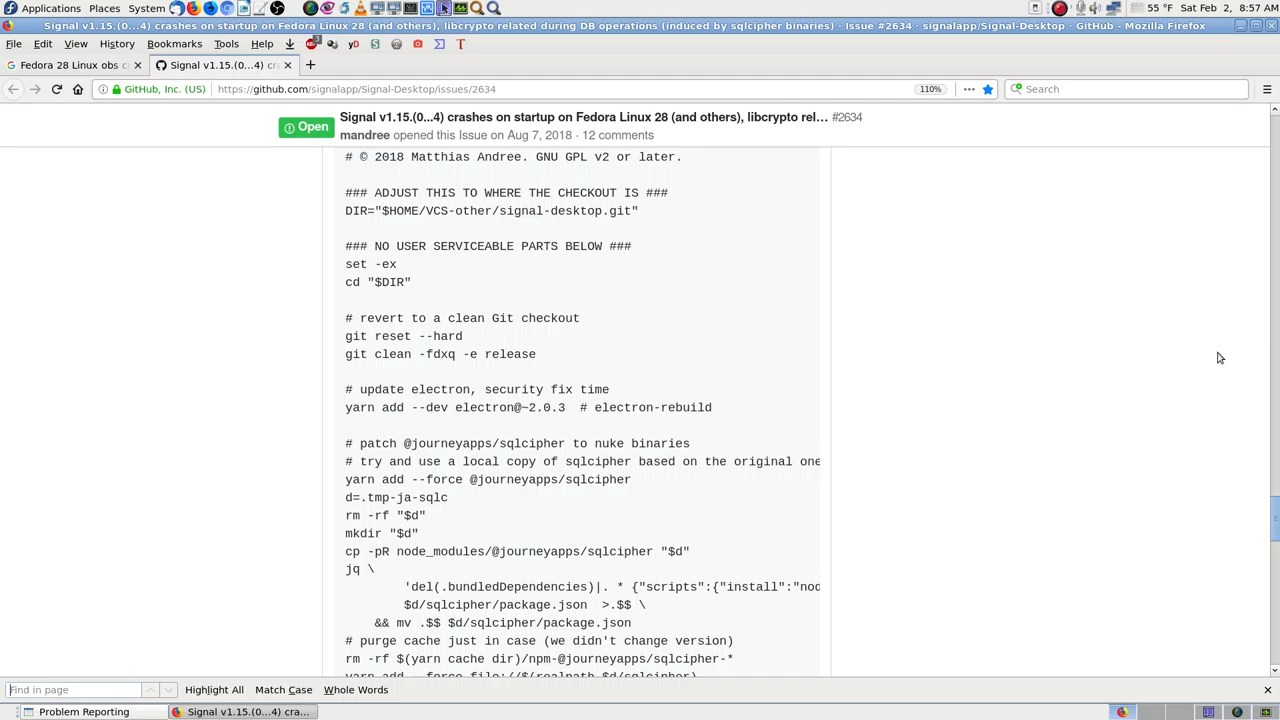 Applications Places System 55 °F Sat Feb 2, 8:57 AM
Signal v1.15.(0...4) crashes on startup on Fedora Linux 28 (and others), libcrypto related during DB operations (induced by sqlcipher binaries) · Issue #2634 · signalapp/Signal-Desktop · GitHub - Mozilla Firefox
File Edit View History Bookmarks Tools Help
Fedora 28 Linux obs c Signal v1.15.(0...4) cr
GitHub, Inc. (US) https://github.com/signalapp/Signal-Desktop/issues/2634 110% Search
Open Signal v1.15.(0...4) crashes on startup on Fedora Linux 28 (and others), libcrypto rel... #2634
mandree opened this Issue on Aug 7, 2018 · 12 comments
# © 2018 Matthias Andree. GNU GPL v2 or later.
### ADJUST THIS TO WHERE THE CHECKOUT IS ###
DIR="$HOME/VCS-other/signal-desktop.git"
### NO USER SERVICEABLE PARTS BELOW ###
set -ex
cd "$DIR"
# revert to a clean Git checkout
git reset --hard
git clean -fdxq -e release
# update electron, security fix time
yarn add --dev electron@~2.0.3  # electron-rebuild
# patch @journeyapps/sqlcipher to nuke binaries
# try and use a local copy of sqlcipher based on the original one
yarn add --force @journeyapps/sqlcipher
d=.tmp-ja-sqlc
rm -rf "$d"
mkdir "$d"
cp -pR node_modules/@journeyapps/sqlcipher "$d"
jq \
'del(.bundledDependencies)|. * {"scripts":{"install":"nod
$d/sqlcipher/package.json  >.$$ \
&& mv .$$ $d/sqlcipher/package.json
# purge cache just in case (we didn't change version)
rm -rf $(yarn cache dir)/npm-@journeyapps/sqlcipher-*
yarn add --force file://$(realpath $d/sqlcipher)
Find in page Highlight All Match Case Whole Words
Problem Reporting Signal v1.15.(0...4) cra...